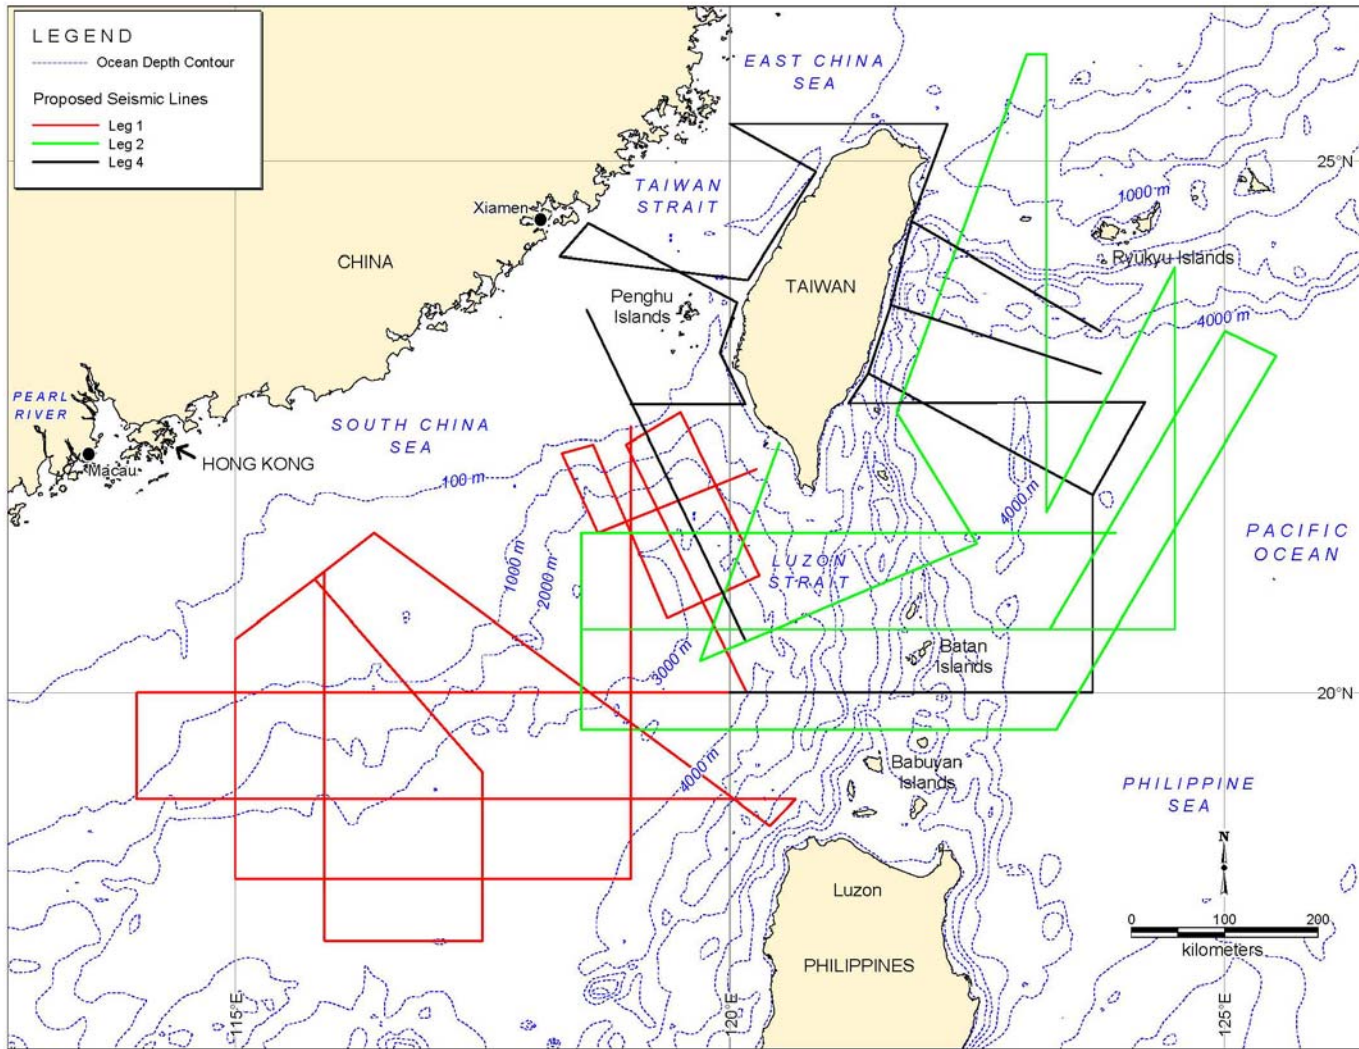 LEGEND
Ocean Depth Contour
Proposed Seismic Lines
Leg 1
Leg 2
Leg 4
EAST CHINA
SEA
25°N
TAIWAN
STRAIT
1000 m
Xiamen
CHINA
Ryukyu Islands
TAIWAN
Penghu
Islands
4000 m
PEARL
RIVER
SOUTH CHINA
SEA
HONG KONG
Macau
100 m
4000 m
PACIFIC
OCEAN
1000 m
2000 m
LUZON
STRAIT
3000 m
Batan
Islands
20°N
4000 m
Babuyan
Islands
PHILIPPINE
SEA
N
Luzon
0 100 200
kilometers
PHILIPPINES
115°E
120°E
125°E